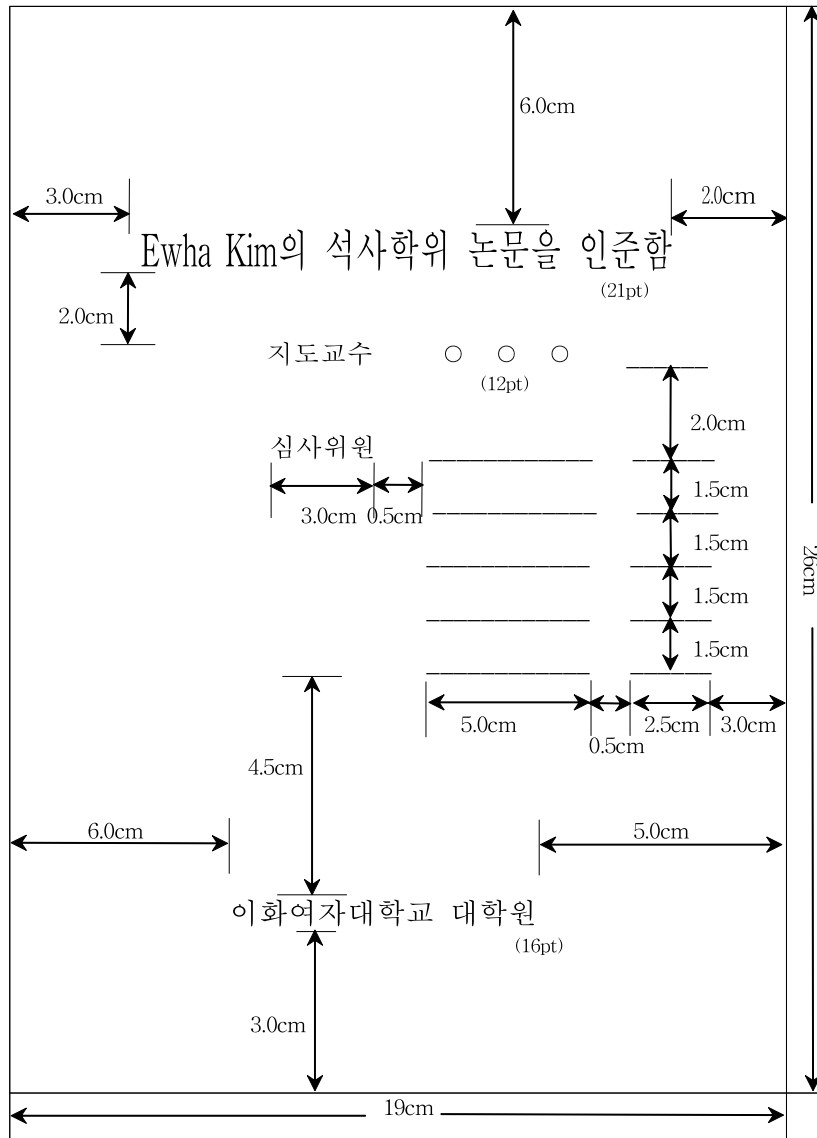 6.0cm
3.0cm 2.0cm
Ewha Kim의 석사학위 논문을 인준함
(21pt)
2.0cm
지도교수 ○ ○ ○
(12pt)
2.0cm
심사위원
3.0cm 0.5cm
1.5cm
1.5cm
1.5cm
1.5cm
26cm
5.0cm 0.5cm 2.5cm 3.0cm
4.5cm
6.0cm 5.0cm
이화여자대학교 대학원
(16pt)
3.0cm
19cm